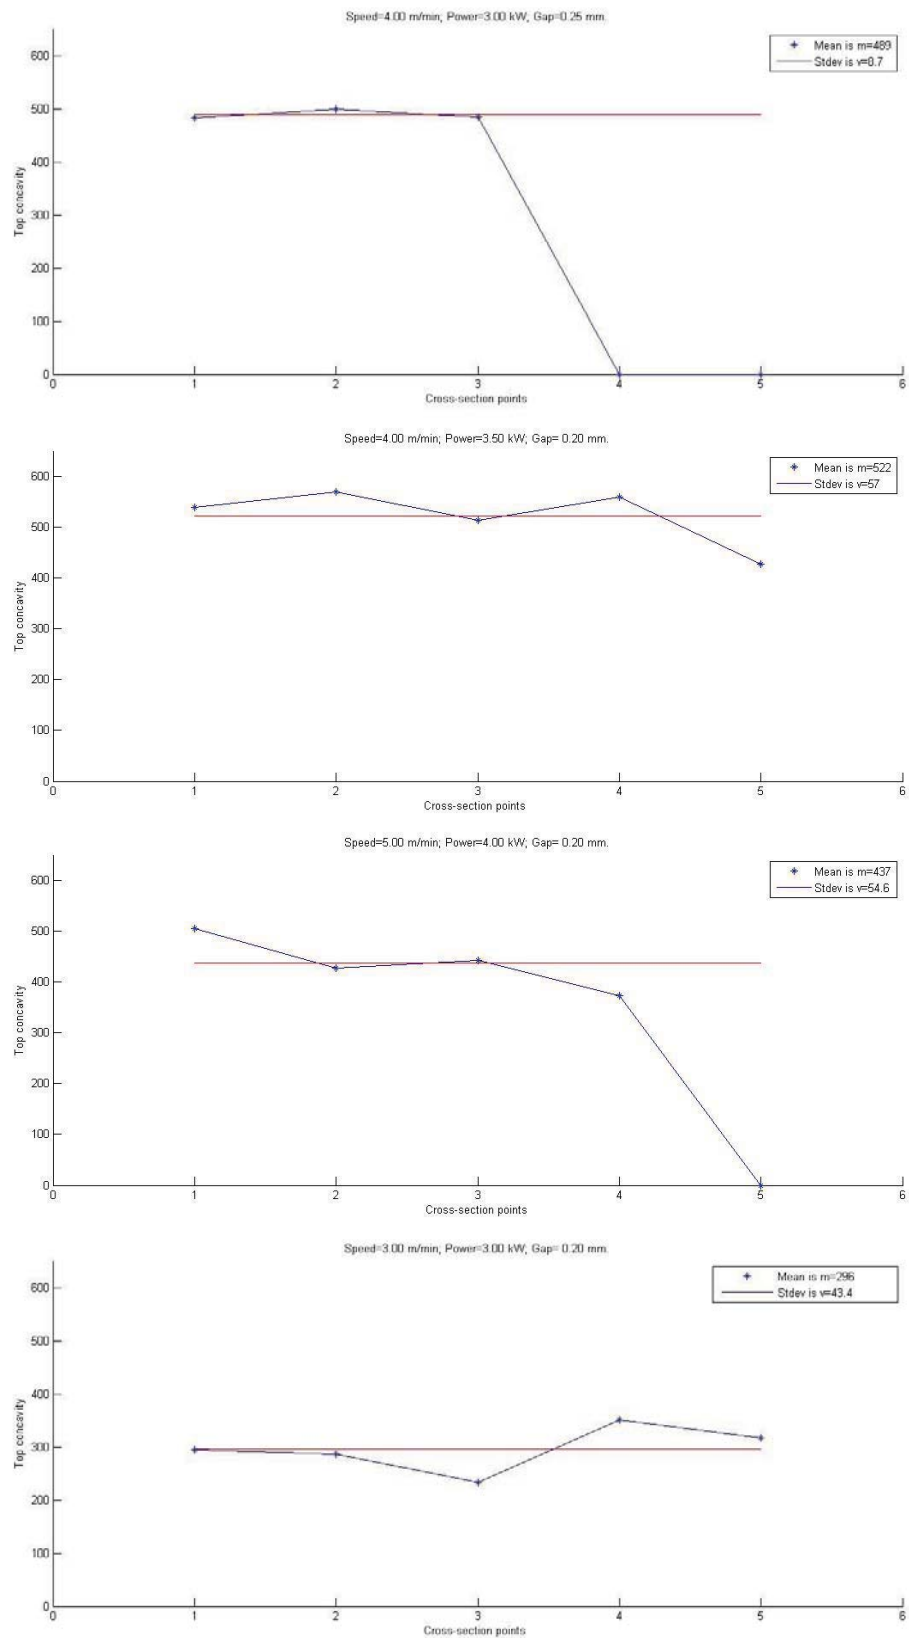 Speed=4.00 m/min; Power=3.00 kW; Gap=0.25 mm.
Mean is m=489
Stdev is v=8.7
600
500
400
300
200
100
0
Top concavity
0 1 2 3 4 5 6
Cross-section points
Speed=4.00 m/min; Power=3.50 kW; Gap= 0.20 mm.
Mean is m=522
Stdev is v=57
600
500
400
300
200
100
0
Top concavity
0 1 2 3 4 5 6
Cross-section points
Speed=5.00 m/min; Power=4.00 kW; Gap= 0.20 mm.
Mean is m=437
Stdev is v=54.6
600
500
400
300
200
100
0
Top concavity
0 1 2 3 4 5 6
Cross-section points
Speed=3.00 m/min; Power=3.00 kW; Gap= 0.20 mm.
Mean is m=296
Stdev is v=43.4
600
500
400
300
200
100
0
Top concavity
0 1 2 3 4 5 6
Cross-section points